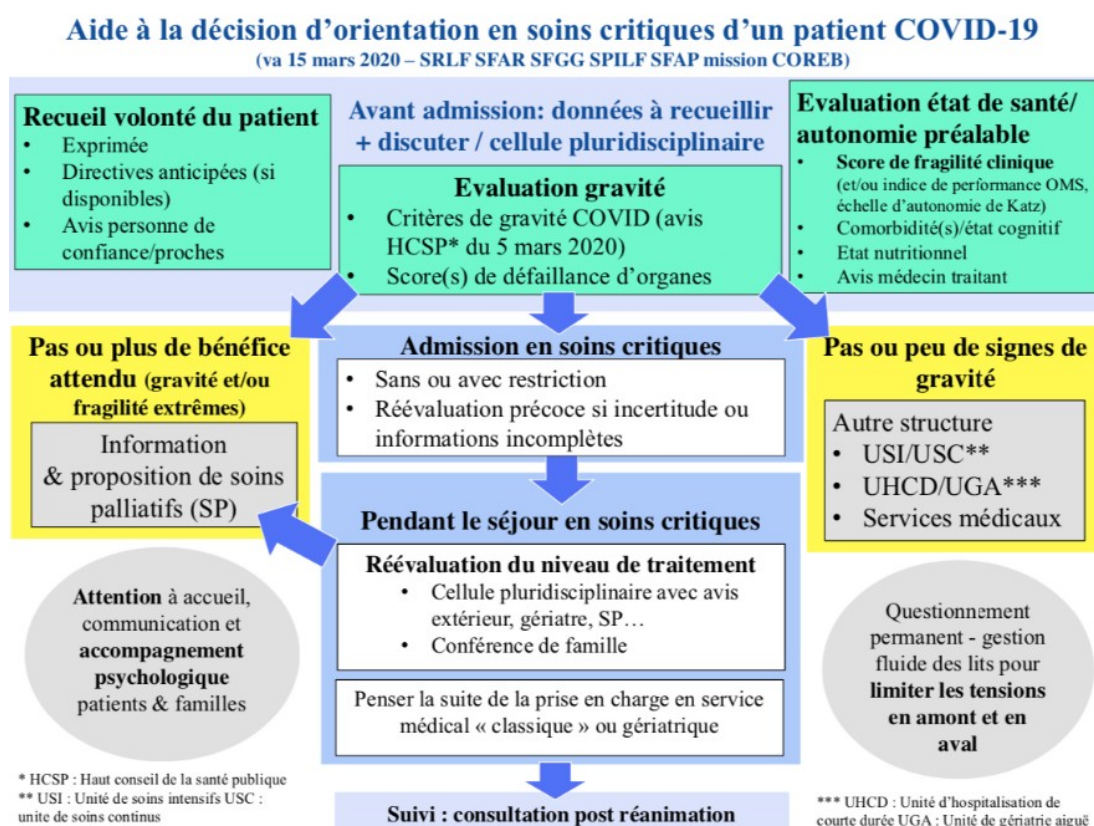 Aide à la décision d'orientation en soins critiques d'un patient COVID-19
(va 15 mars 2020 – SRLF SFAR SFGG SPILF SFAP mission COREB)
Recueil volonté du patient
• Exprimée
• Directives anticipées (si
disponibles)
• Avis personne de
confiance/proches
Avant admission: données à recueillir
+ discuter / cellule pluridisciplinaire
Evaluation gravité
• Critères de gravité COVID (avis
HCSP* du 5 mars 2020)
• Score(s) de défaillance d'organes
Evaluation état de santé/
autonomie préalable
• Score de fragilité clinique
(et/ou indice de performance OMS,
échelle d'autonomie de Katz)
• Comorbidité(s)/état cognitif
• Etat nutritionnel
• Avis médecin traitant
Pas ou plus de bénéfice
attendu (gravité et/ou
fragilité extrêmes)
Information
& proposition de soins
palliatifs (SP)
Admission en soins critiques
• Sans ou avec restriction
• Réévaluation précoce si incertitude ou
informations incomplètes
Pas ou peu de signes de
gravité
Autre structure
• USI/USC**
• UHCD/UGA***
• Services médicaux
Pendant le séjour en soins critiques
Réévaluation du niveau de traitement
• Cellule pluridisciplinaire avec avis
extérieur, gériatre, SP…
• Conférence de famille
Penser la suite de la prise en charge en service
médical « classique » ou gériatrique
Attention à accueil,
communication et
accompagnement
psychologique
patients & familles
Questionnement
permanent - gestion
fluide des lits pour
limiter les tensions
en amont et en
aval
* HCSP : Haut conseil de la santé publique
** USI : Unité de soins intensifs USC :
unite de soins continus
Suivi : consultation post réanimation
*** UHCD : Unité d'hospitalisation de
courte durée UGA : Unité de gériatrie aiguë